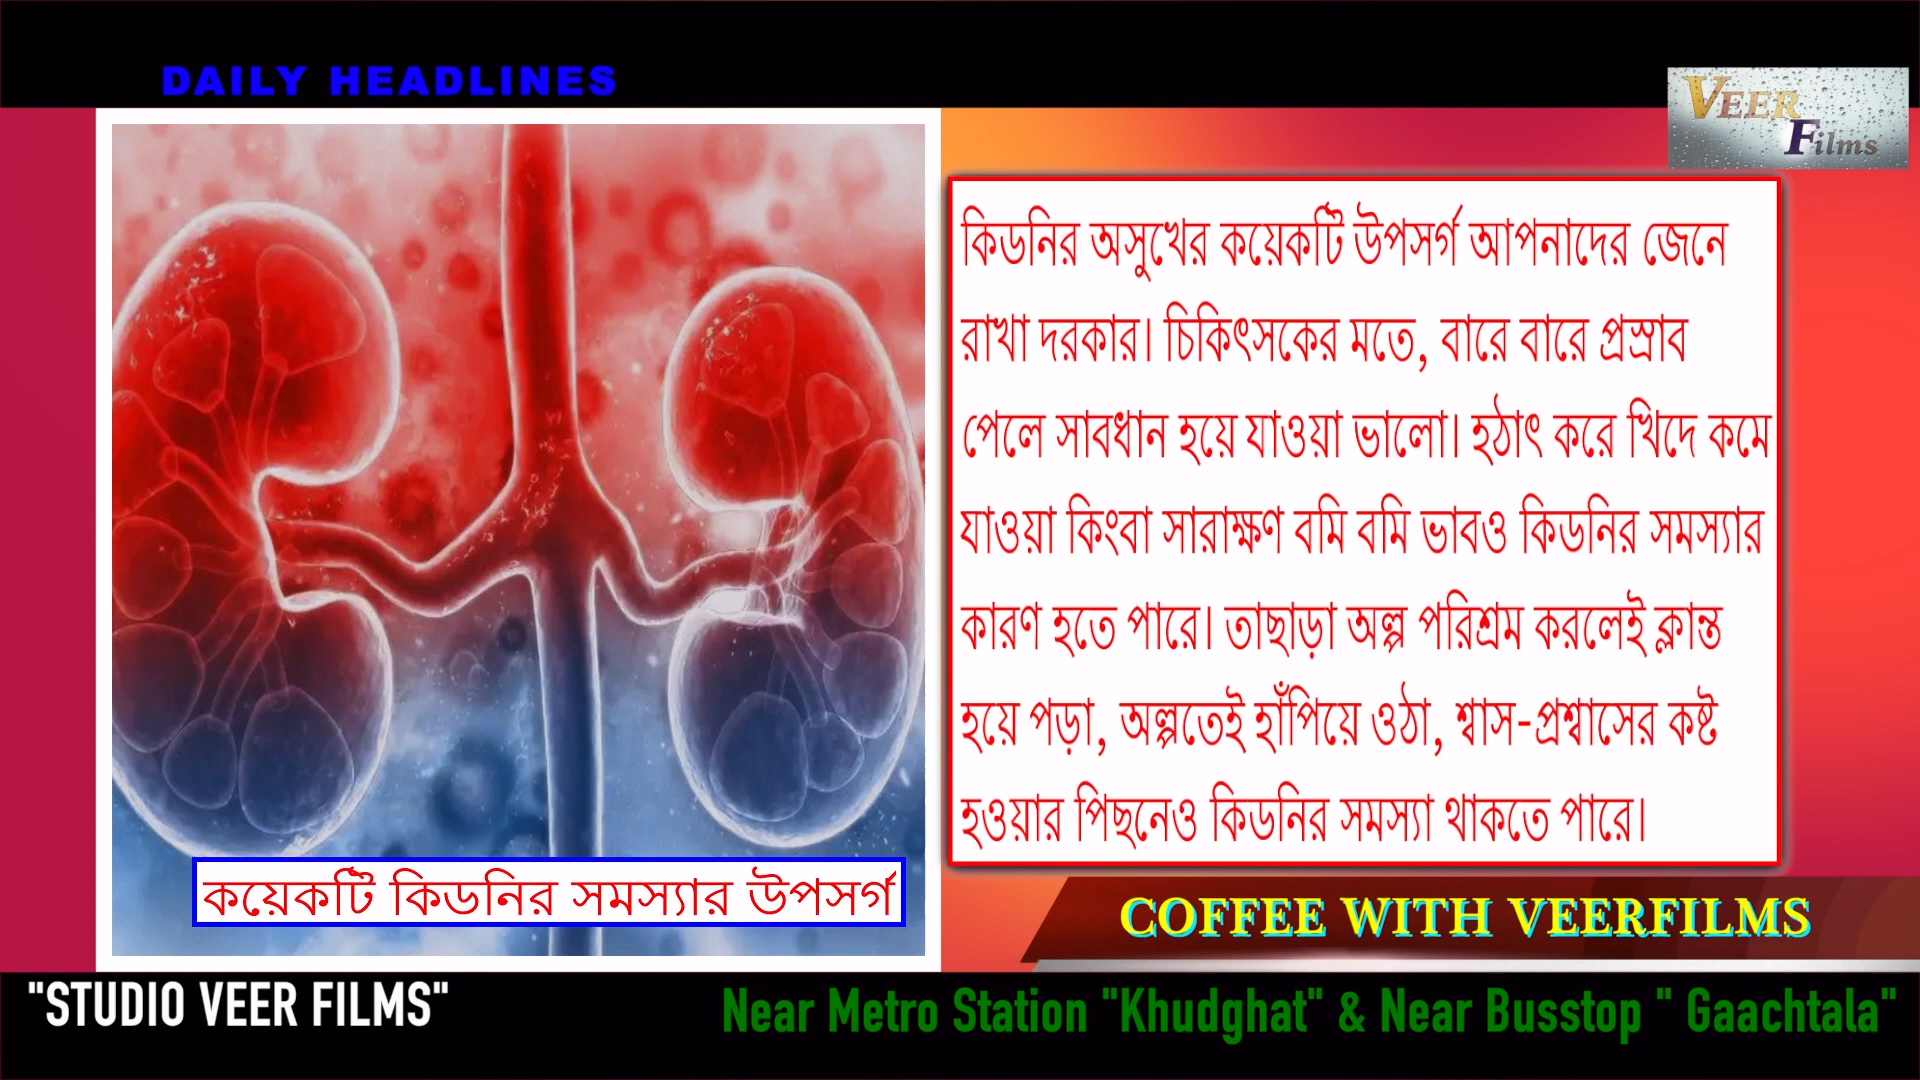 DAILY HEADLINES
VEER
Films
কিডনির অসুখের কয়েকটি উপসর্গ আপনাদের জেনে
রাখা দরকার। চিকিৎসকের মতে, বারে বারে প্রস্রাব
পেলে সাবধান হয়ে যাওয়া ভালো। হঠাৎ করে খিদে কমে
যাওয়া কিংবা সারাক্ষণ বমি বমি ভাবও কিডনির সমস্যার
কারণ হতে পারে। তাছাড়া অল্প পরিশ্রম করলেই ক্লান্ত
হয়ে পড়া, অল্পতেই হাঁপিয়ে ওঠা, শ্বাস-প্রশ্বাসের কষ্ট
হওয়ার পিছনেও কিডনির সমস্যা থাকতে পারে।
কয়েকটি কিডনির সমস্যার উপসর্গ
COFFEE WITH VEERFILMS
"STUDIO VEER FILMS"
Near Metro Station "Khudghat" & Near Busstop " Gaachtala"